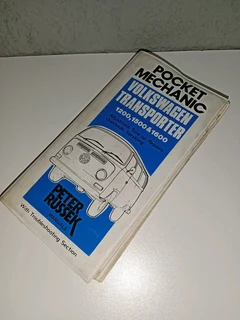 POCKET
MECHANIC
VOLKSWAGEN
TRANSPORTER
1200, 1500 & 1600
PETER
RUSSEK
With Troubleshooting Section